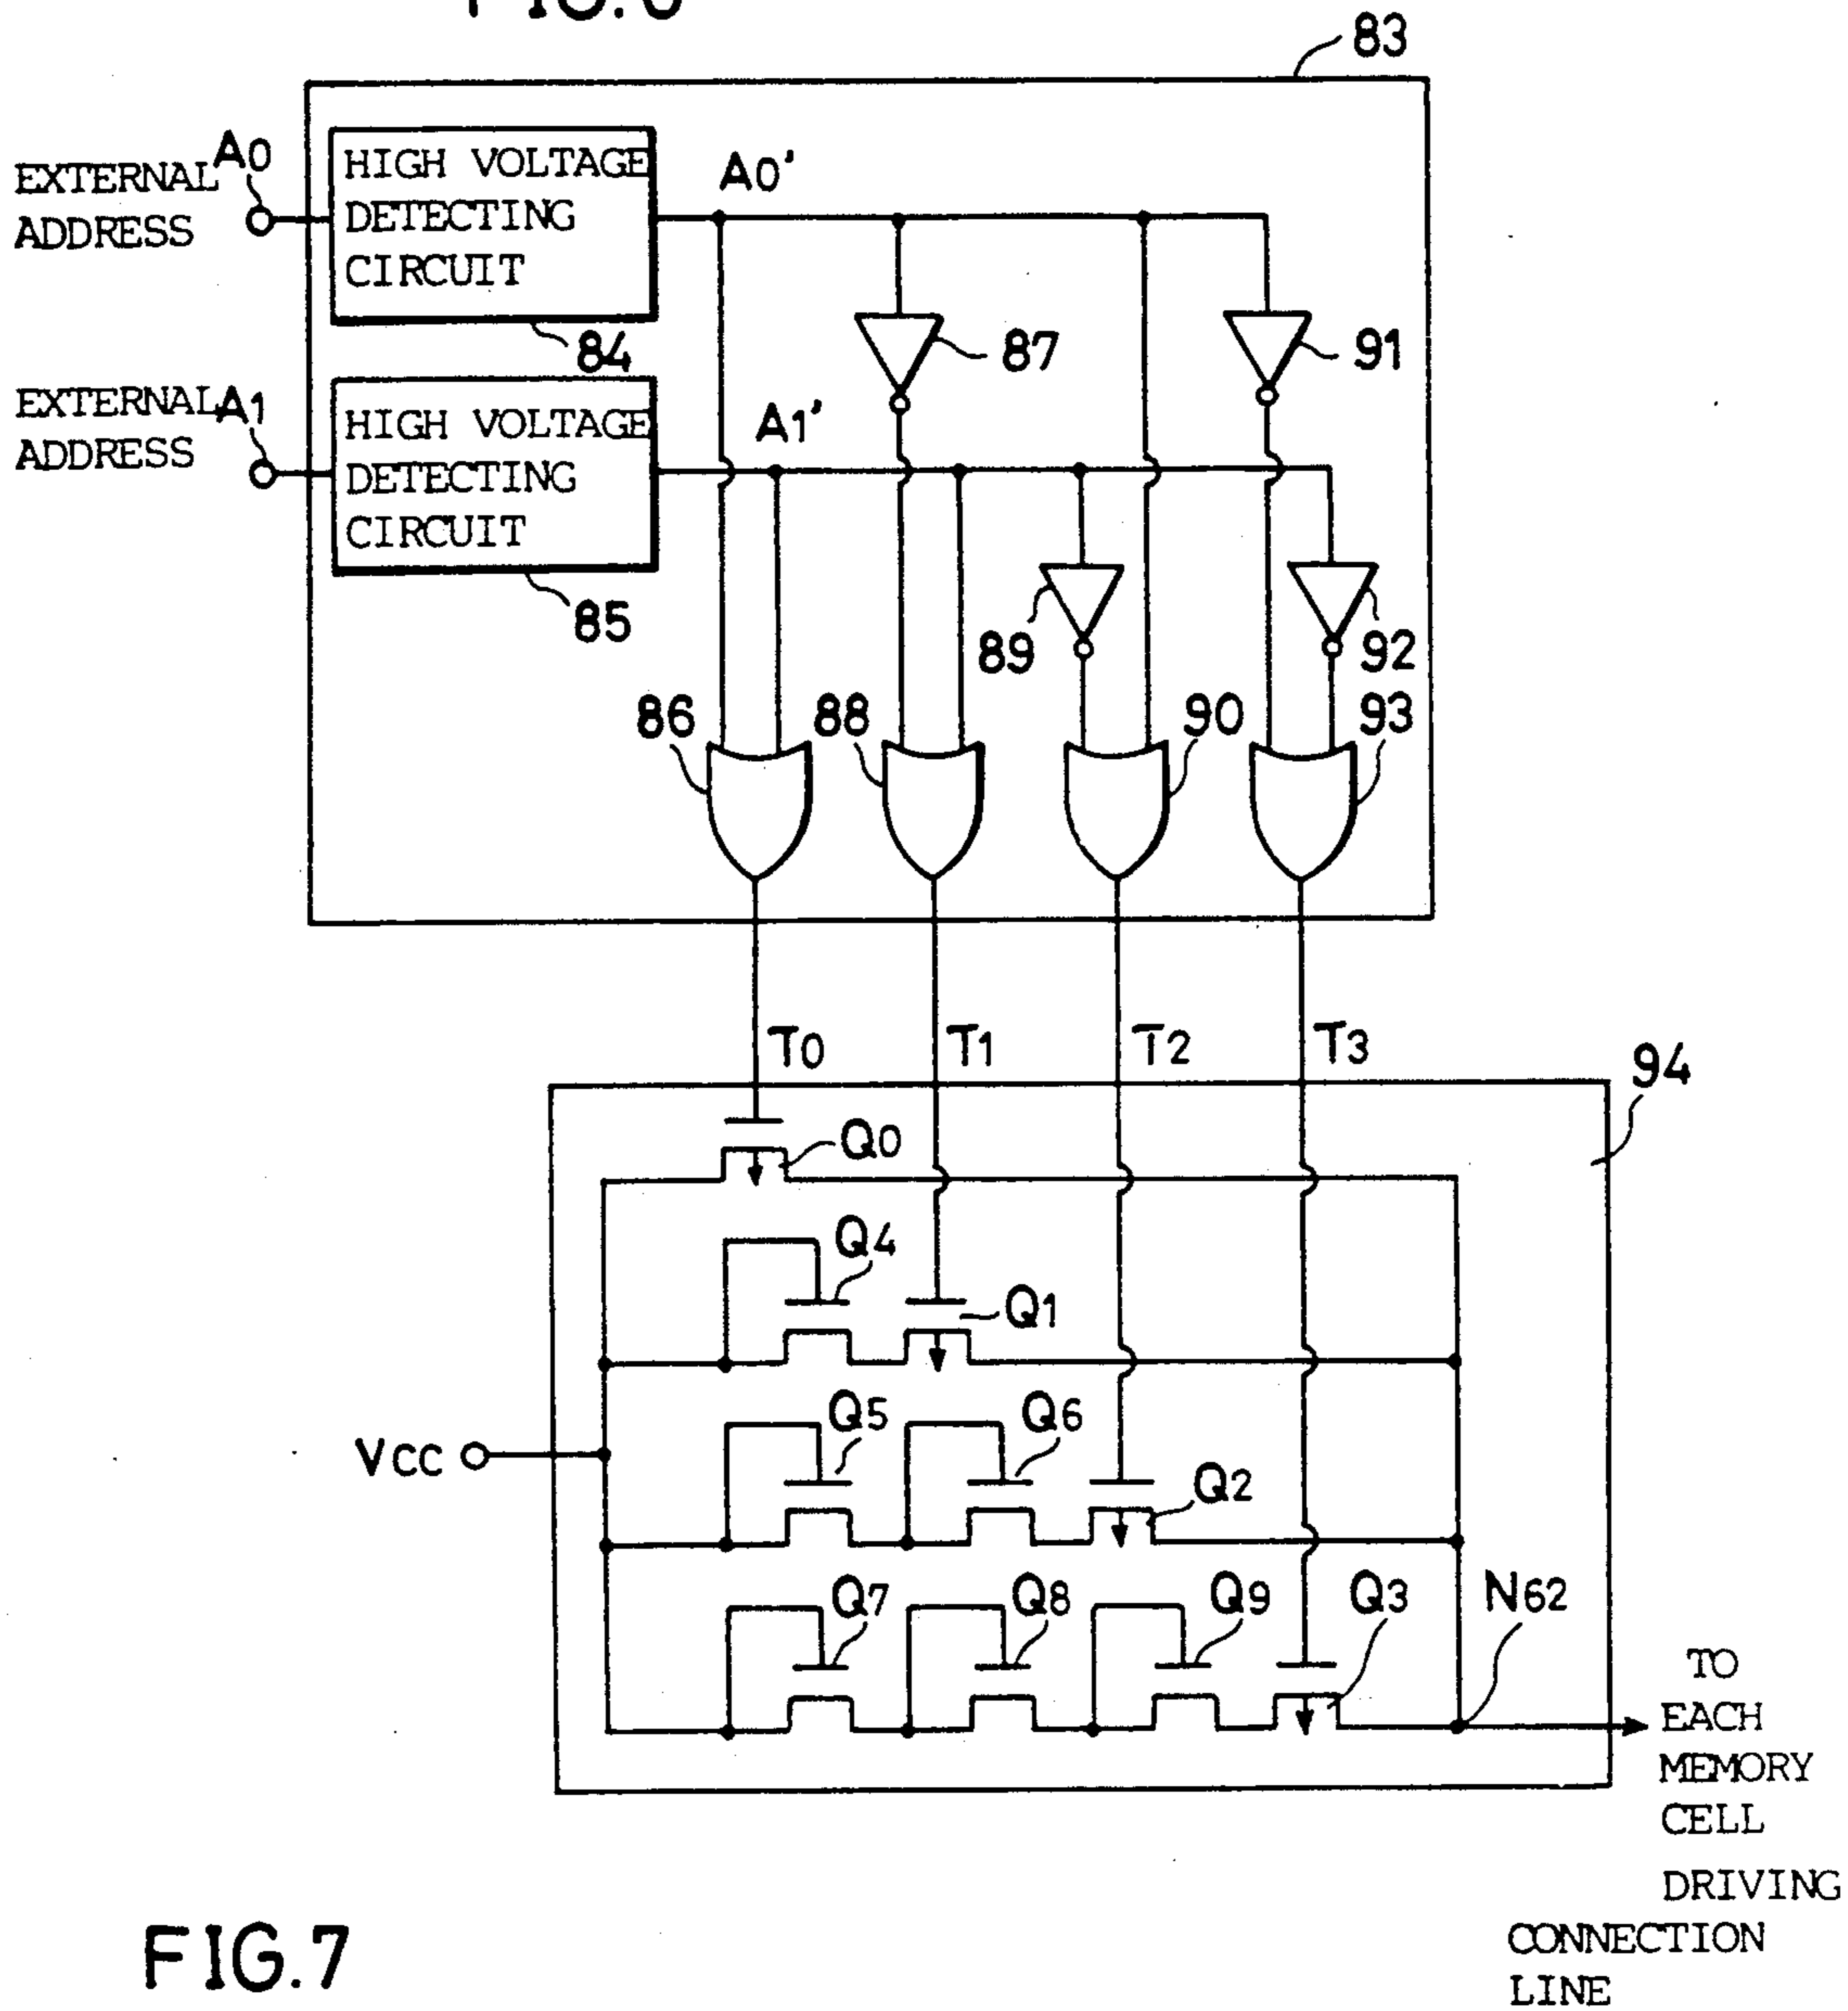 FIG.6
83
EXTERNAL A0
ADDRESS
HIGH VOLTAGE
DETECTING
CIRCUIT
A0'
84
87
91
EXTERNAL A1
ADDRESS
HIGH VOLTAGE
DETECTING
CIRCUIT
A1'
85
89
92
86
88
90
93
T0
T1
T2
T3
94
Q0
Q4
Q1
Q5
Q6
Q2
VCC
Q7
Q8
Q9
Q3
N62
TO
EACH
MEMORY
CELL
DRIVING
CONNECTION
LINE
FIG.7